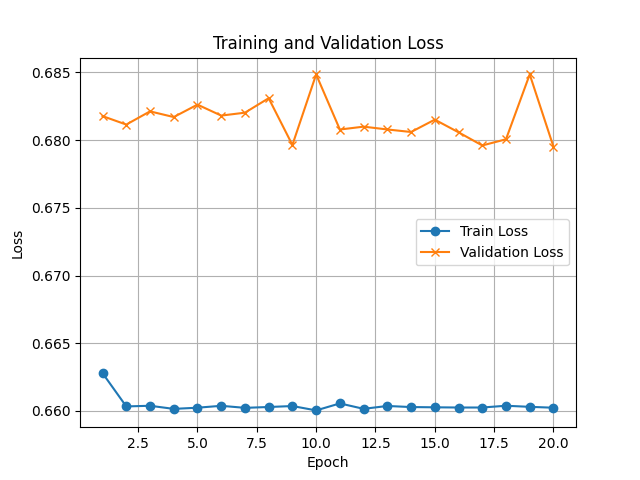 Training and Validation Loss
0.685
0.680
0.675
0.670
0.665
0.660
Loss
Train Loss
Validation Loss
2.5 5.0 7.5 10.0 12.5 15.0 17.5 20.0
Epoch